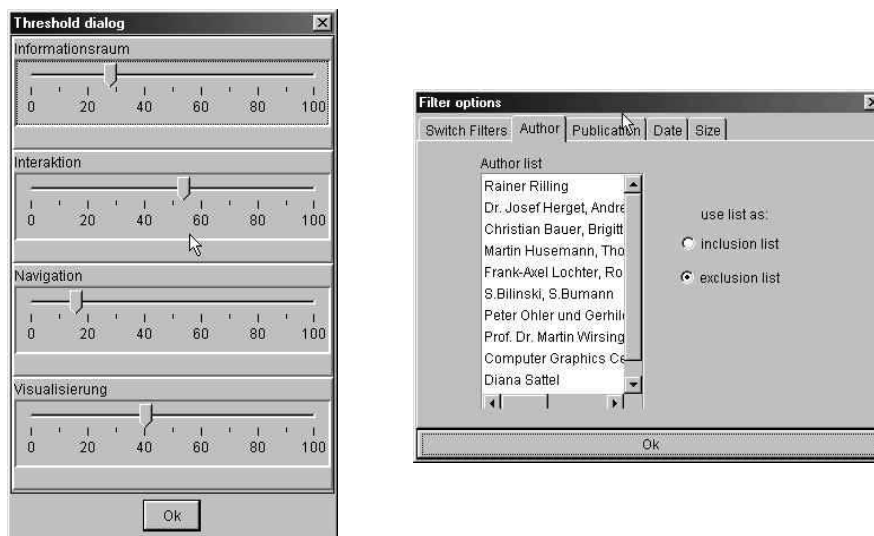 Threshold dialog
Informationsraum
0 20 40 60 80 100
Interaktion
0 20 40 60 80 100
Navigation
0 20 40 60 80 100
Visualisierung
0 20 40 60 80 100
Ok
Filter options
Switch Filters Author Publication Date Size
Author list
Rainer Rilling
Dr. Josef Herget, Andre
Christian Bauer, Brigitt
Martin Husemann, Tho
Frank-Axel Lochter, Ro
S.Bilinski, S.Bumann
Peter Ohler und Gerhil
Prof. Dr. Martin Wirsing
Computer Graphics Ce
Diana Sattel
use list as:
inclusion list
exclusion list
Ok